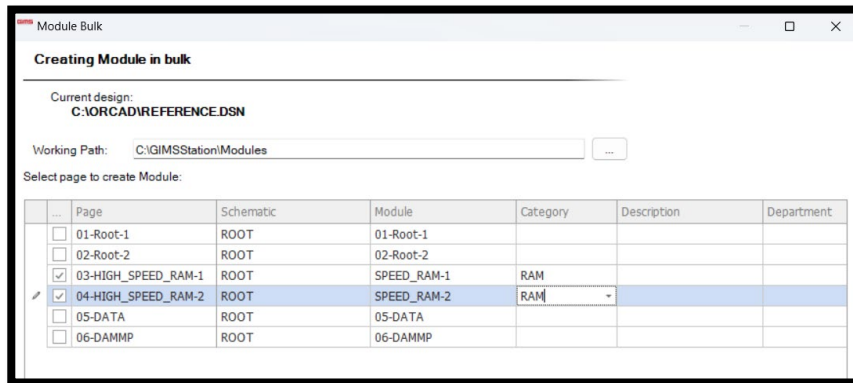 GIMS Module Bulk
Creating Module in bulk
Current design:
C:\ORCAD\REFERENCE.DSN
Working Path: C:\GIMSStation\Modules ...
Select page to create Module:
... Page Schematic Module Category Description Department
01-Root-1 ROOT 01-Root-1
02-Root-2 ROOT 02-Root-2
03-HIGH_SPEED_RAM-1 ROOT SPEED_RAM-1 RAM
04-HIGH_SPEED_RAM-2 ROOT SPEED_RAM-2 RAM
05-DATA ROOT 05-DATA
06-DAMMP ROOT 06-DAMMP